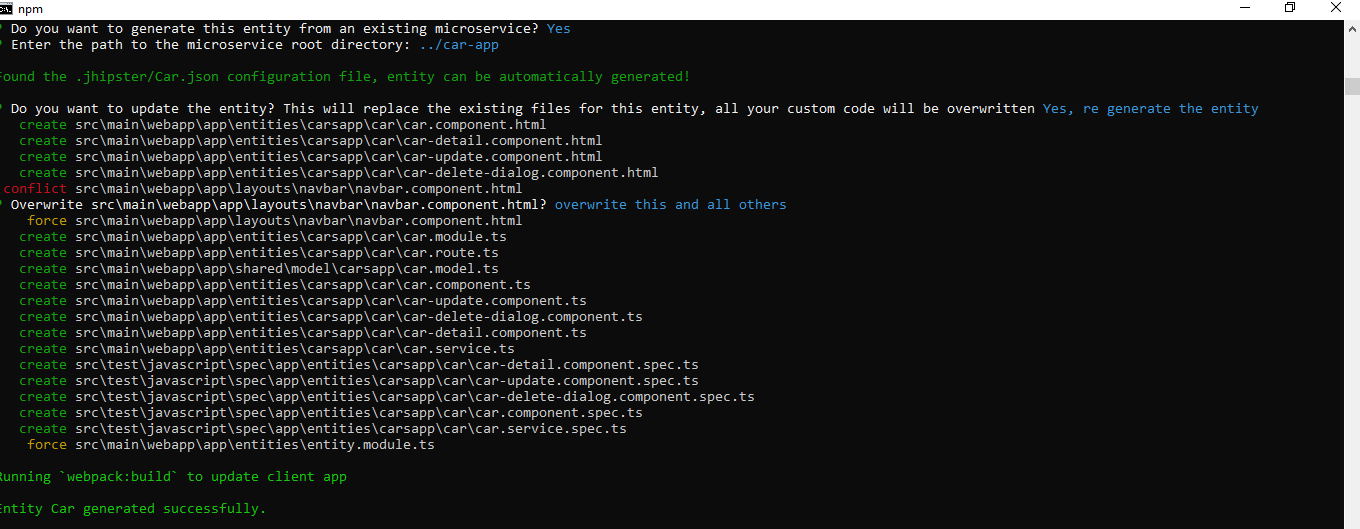 npm
? Do you want to generate this entity from an existing microservice? Yes
? Enter the path to the microservice root directory: ../car-app
Found the .jhipster/Car.json configuration file, entity can be automatically generated!
? Do you want to update the entity? This will replace the existing files for this entity, all your custom code will be overwritten Yes, re generate the entity
create src\main\webapp\app\entities\carsapp\car\car.component.html
create src\main\webapp\app\entities\carsapp\car\car-detail.component.html
create src\main\webapp\app\entities\carsapp\car\car-update.component.html
create src\main\webapp\app\entities\carsapp\car\car-delete-dialog.component.html
conflict src\main\webapp\app\layouts\navbar\navbar.component.html
? Overwrite src\main\webapp\app\layouts\navbar\navbar.component.html? overwrite this and all others
force src\main\webapp\app\layouts\navbar\navbar.component.html
create src\main\webapp\app\entities\carsapp\car\car.module.ts
create src\main\webapp\app\entities\carsapp\car\car.route.ts
create src\main\webapp\app\shared\model\carsapp\car.model.ts
create src\main\webapp\app\entities\carsapp\car\car.component.ts
create src\main\webapp\app\entities\carsapp\car\car-update.component.ts
create src\main\webapp\app\entities\carsapp\car\car-delete-dialog.component.ts
create src\main\webapp\app\entities\carsapp\car\car-detail.component.ts
create src\main\webapp\app\entities\carsapp\car\car.service.ts
create src\test\javascript\spec\app\entities\carsapp\car\car-detail.component.spec.ts
create src\test\javascript\spec\app\entities\carsapp\car\car-update.component.spec.ts
create src\test\javascript\spec\app\entities\carsapp\car\car-delete-dialog.component.spec.ts
create src\test\javascript\spec\app\entities\carsapp\car\car.component.spec.ts
create src\test\javascript\spec\app\entities\carsapp\car\car.service.spec.ts
force src\main\webapp\app\entities\entity.module.ts
Running `webpack:build` to update client app
Entity Car generated successfully.